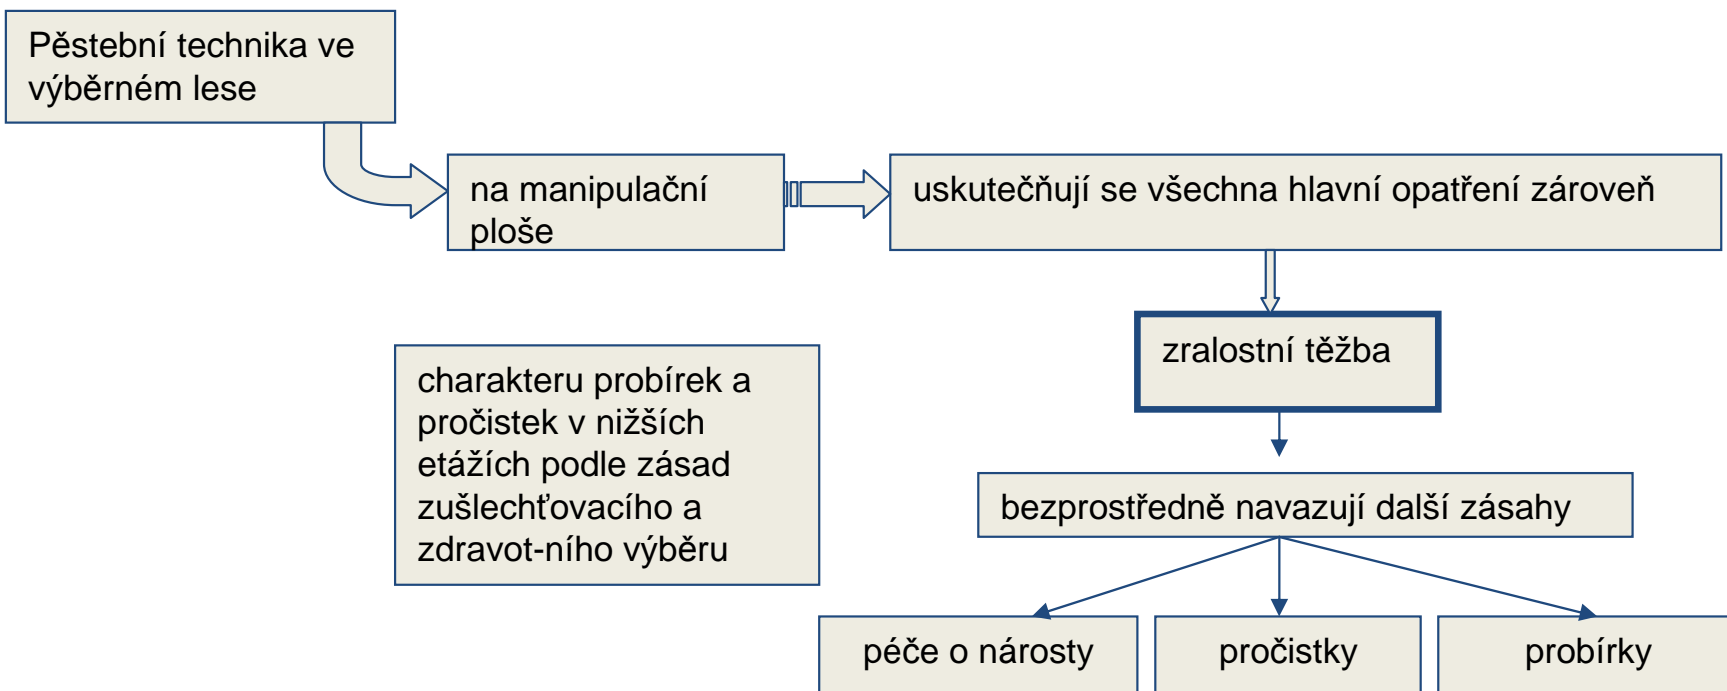 Pěstební technika ve
výběrném lese
na manipulační
ploše
uskutečňují se všechna hlavní opatření zároveň
zralostní těžba
charakteru probírek a
pročistek v nižších
etážích podle zásad
zušlechťovacího a
zdravot-ního výběru
bezprostředně navazují další zásahy
péče o nárosty
pročistky
probírky